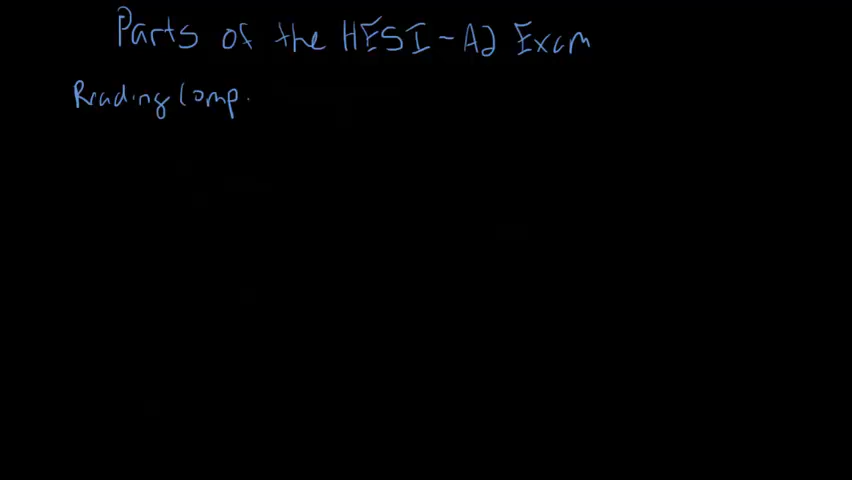 Parts of the HESI-A2 Exam
Reading Comp.